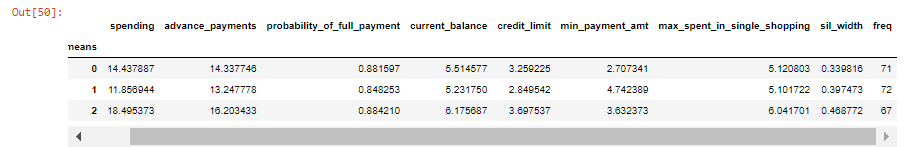 Out[50]:
spending advance_payments probability_of_full_payment current_balance credit_limit min_payment_amt max_spent_in_single_shopping sil_width freq
means
0 14.437887 14.337746 0.881597 5.514577 3.259225 2.707341 5.120803 0.339816 71
1 11.856944 13.247778 0.848253 5.231750 2.849542 4.742389 5.101722 0.397473 72
2 18.495373 16.203433 0.884210 6.175687 3.697537 3.632373 6.041701 0.468772 67